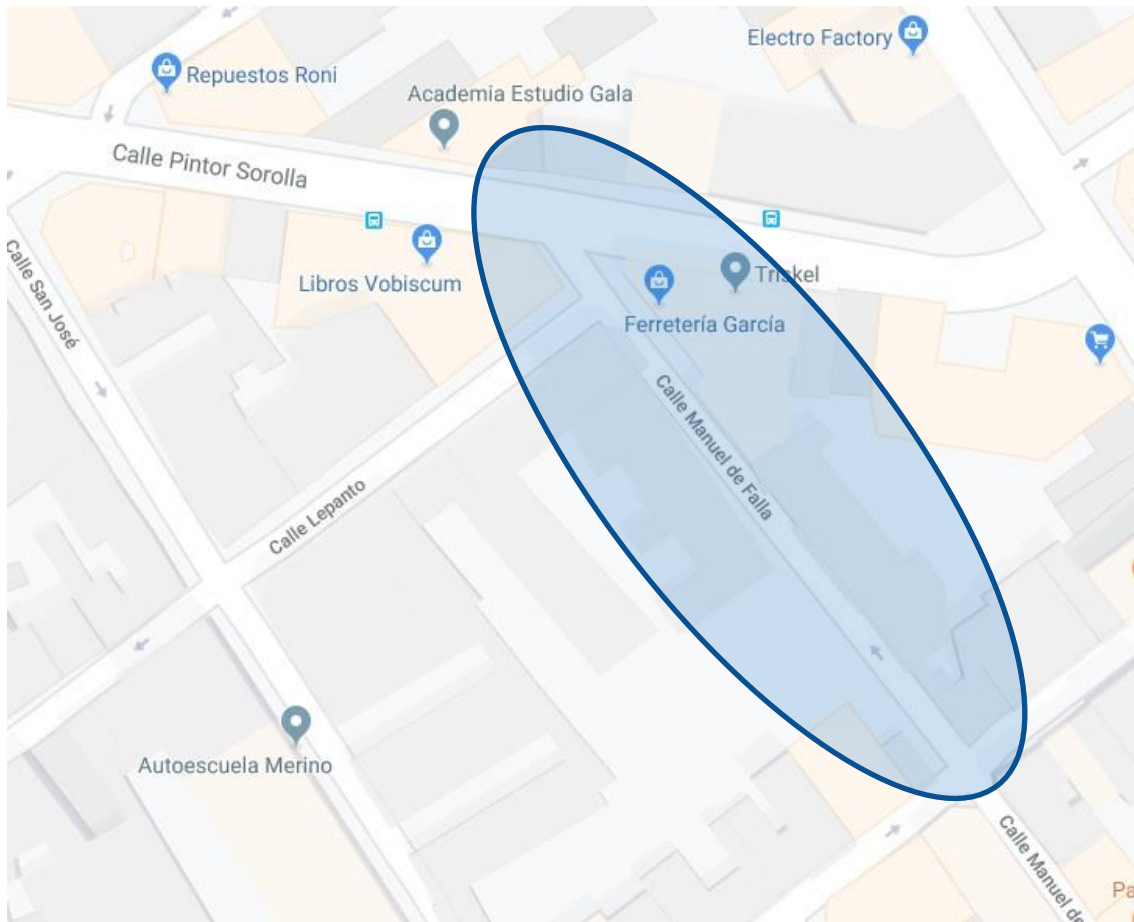 Electro Factory
Repuestos Roni
Academia Estudio Gala
Calle Pintor Sorolla
Libros Vobiscum
Triskel
Ferretería García
Calle San José
Calle Manuel de Falla
Calle Lepanto
Autoescuela Merino
Calle Manuel de
Pa